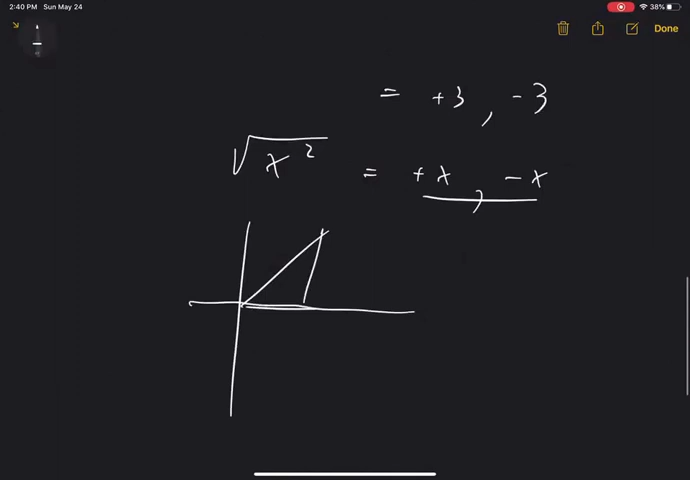 2:40 PM Sun May 24
38%
Done
= +3, -3
√x² = +x, -x